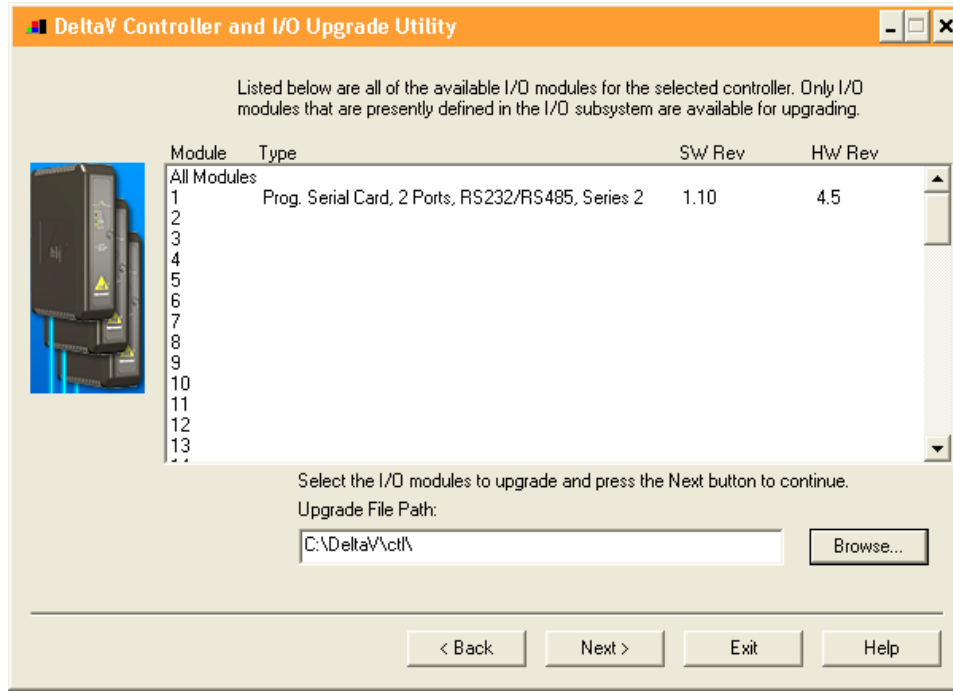 DeltaV Controller and I/O Upgrade Utility
Listed below are all of the available I/O modules for the selected controller. Only I/O
modules that are presently defined in the I/O subsystem are available for upgrading.
Module Type SW Rev HW Rev
All Modules
1 Prog. Serial Card, 2 Ports, RS232/RS485, Series 2 1.10 4.5
2
3
4
5
6
7
8
9
10
11
12
13
Select the I/O modules to upgrade and press the Next button to continue.
Upgrade File Path:
C:\DeltaV\ctl\
Browse...
< Back Next > Exit Help